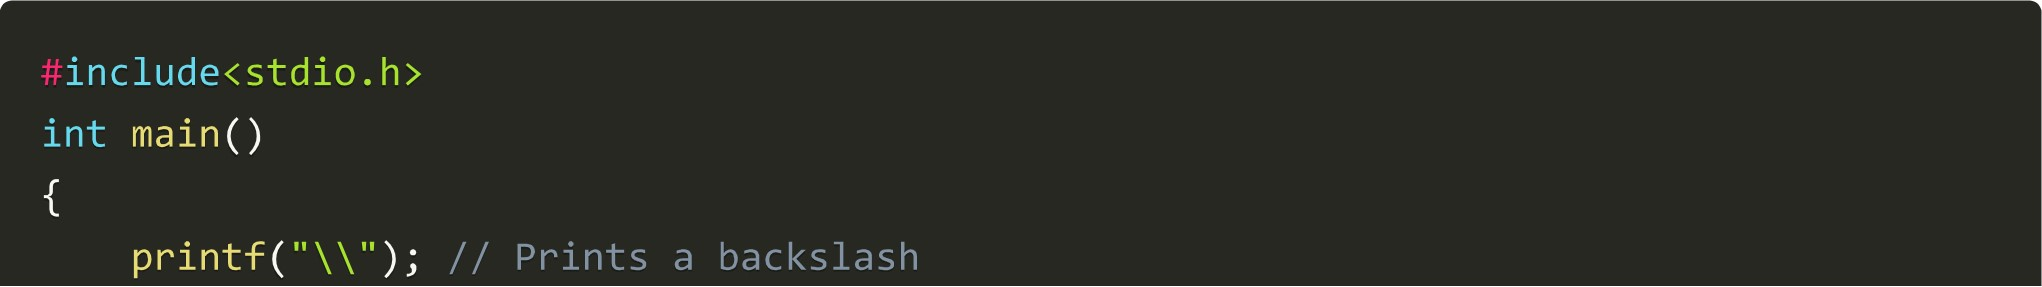 #include<stdio.h>
int main()
{
    printf("\\"); // Prints a backslash